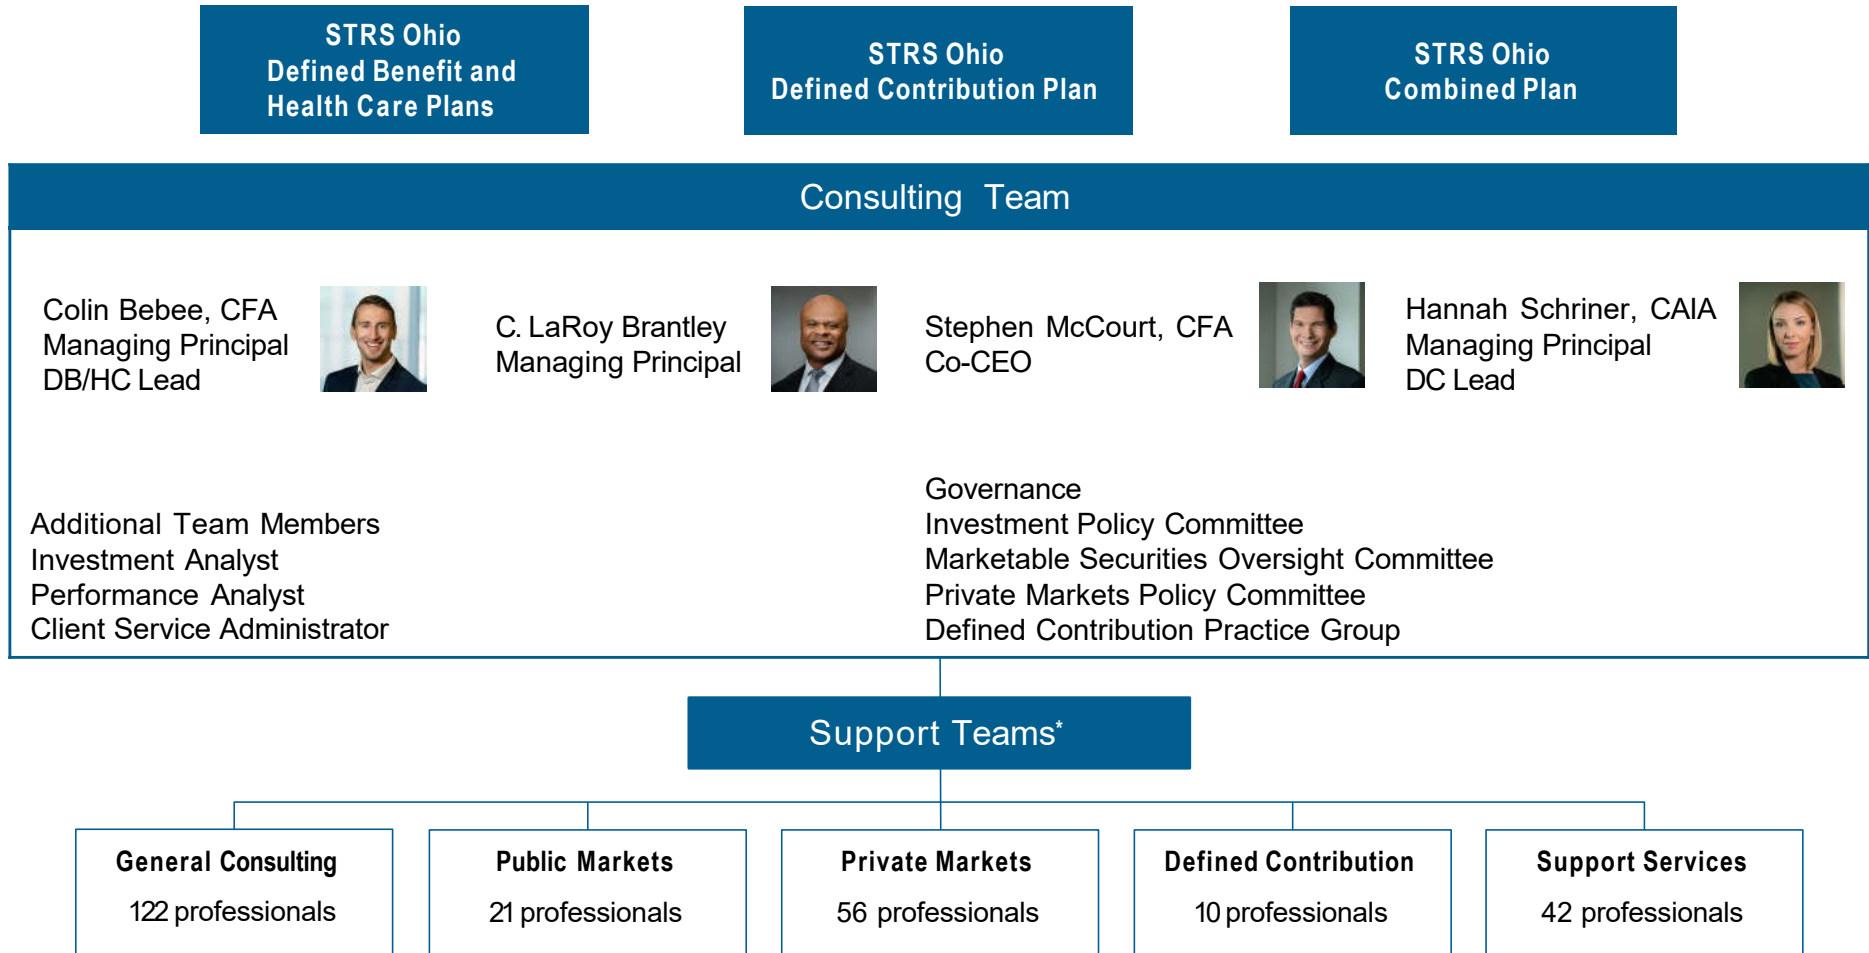 STRS Ohio
Defined Benefit and
Health Care Plans
STRS Ohio
Defined Contribution Plan
STRS Ohio
Combined Plan
Consulting Team
Colin Bebee, CFA
Managing Principal
DB/HC Lead
C. LaRoy Brantley
Managing Principal
Stephen McCourt, CFA
Co-CEO
Hannah Schriner, CAIA
Managing Principal
DC Lead
Additional Team Members
Investment Analyst
Performance Analyst
Client Service Administrator
Governance
Investment Policy Committee
Marketable Securities Oversight Committee
Private Markets Policy Committee
Defined Contribution Practice Group
Support Teams*
General Consulting
122 professionals
Public Markets
21 professionals
Private Markets
56 professionals
Defined Contribution
10 professionals
Support Services
42 professionals